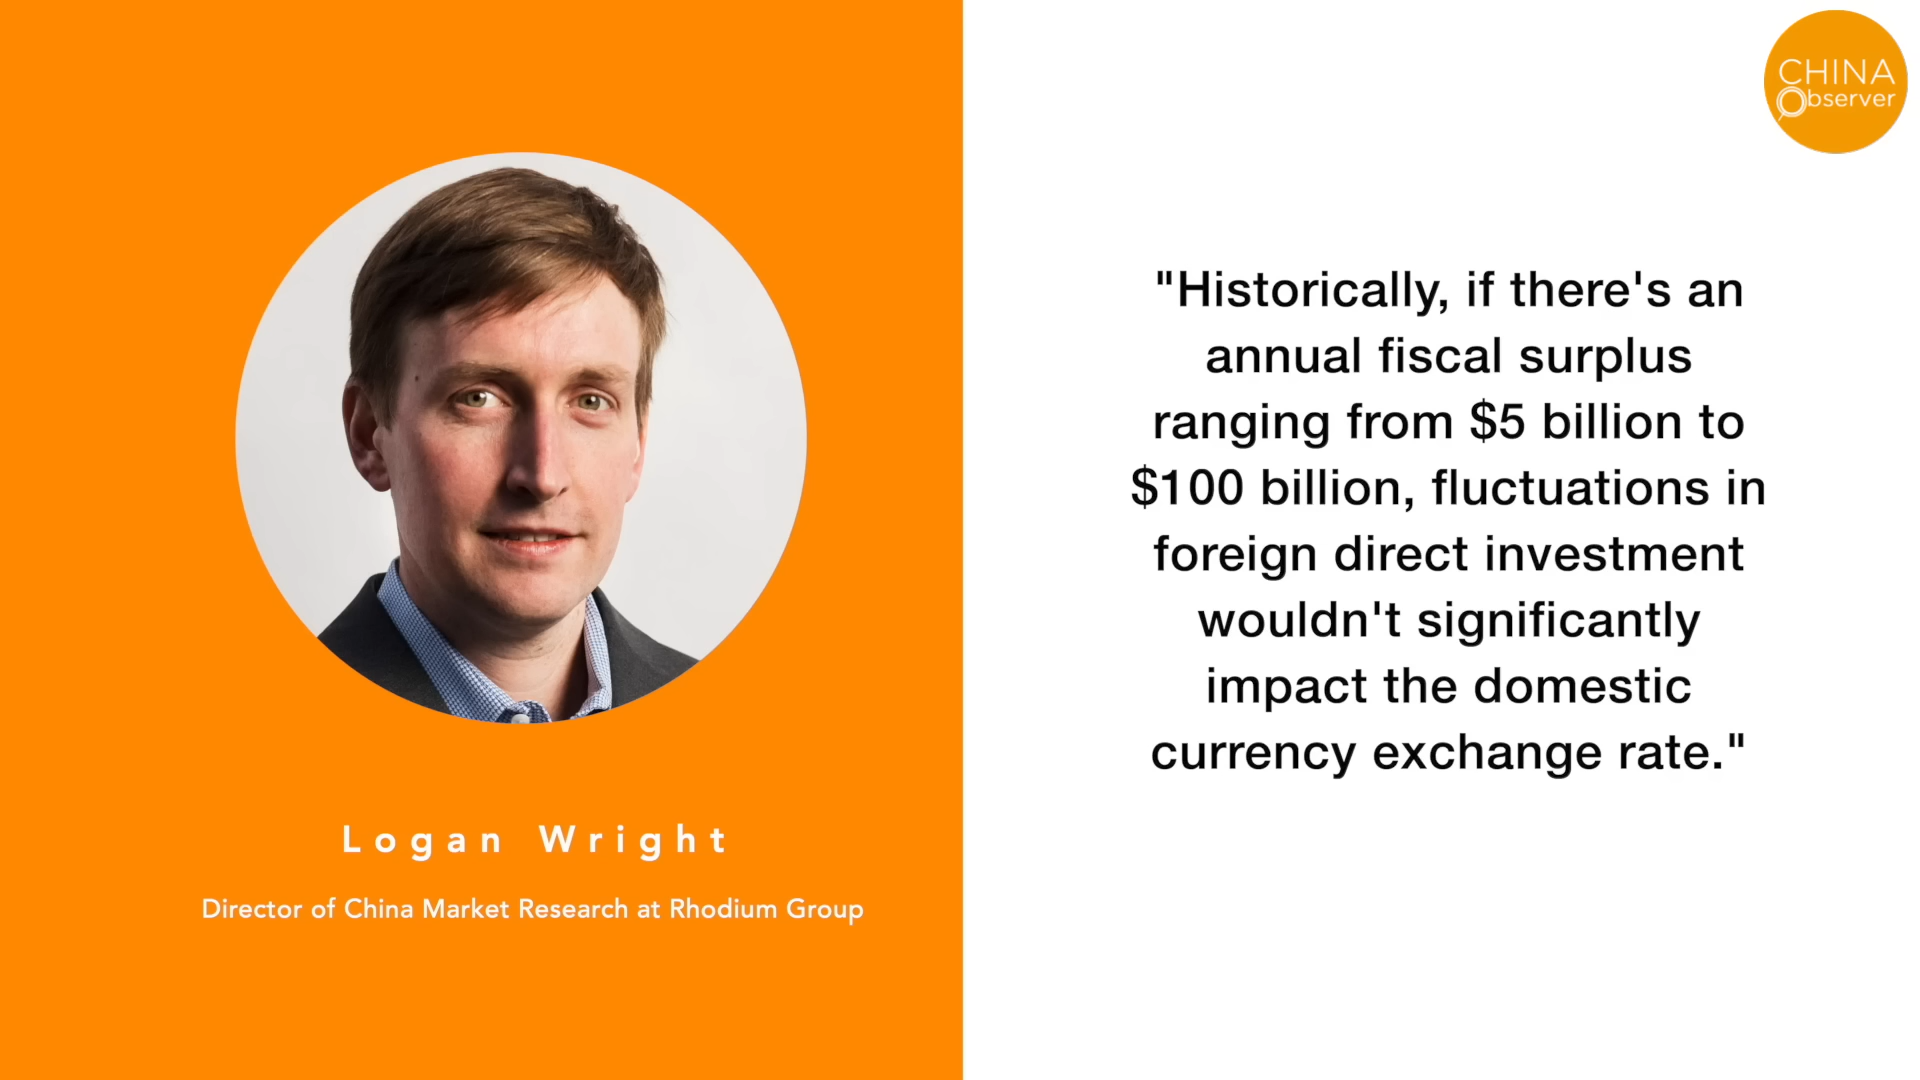 CHINA
Observer
"Historically, if there's an
annual fiscal surplus
ranging from $5 billion to
$100 billion, fluctuations in
foreign direct investment
wouldn't significantly
impact the domestic
currency exchange rate."
Logan Wright
Director of China Market Research at Rhodium Group